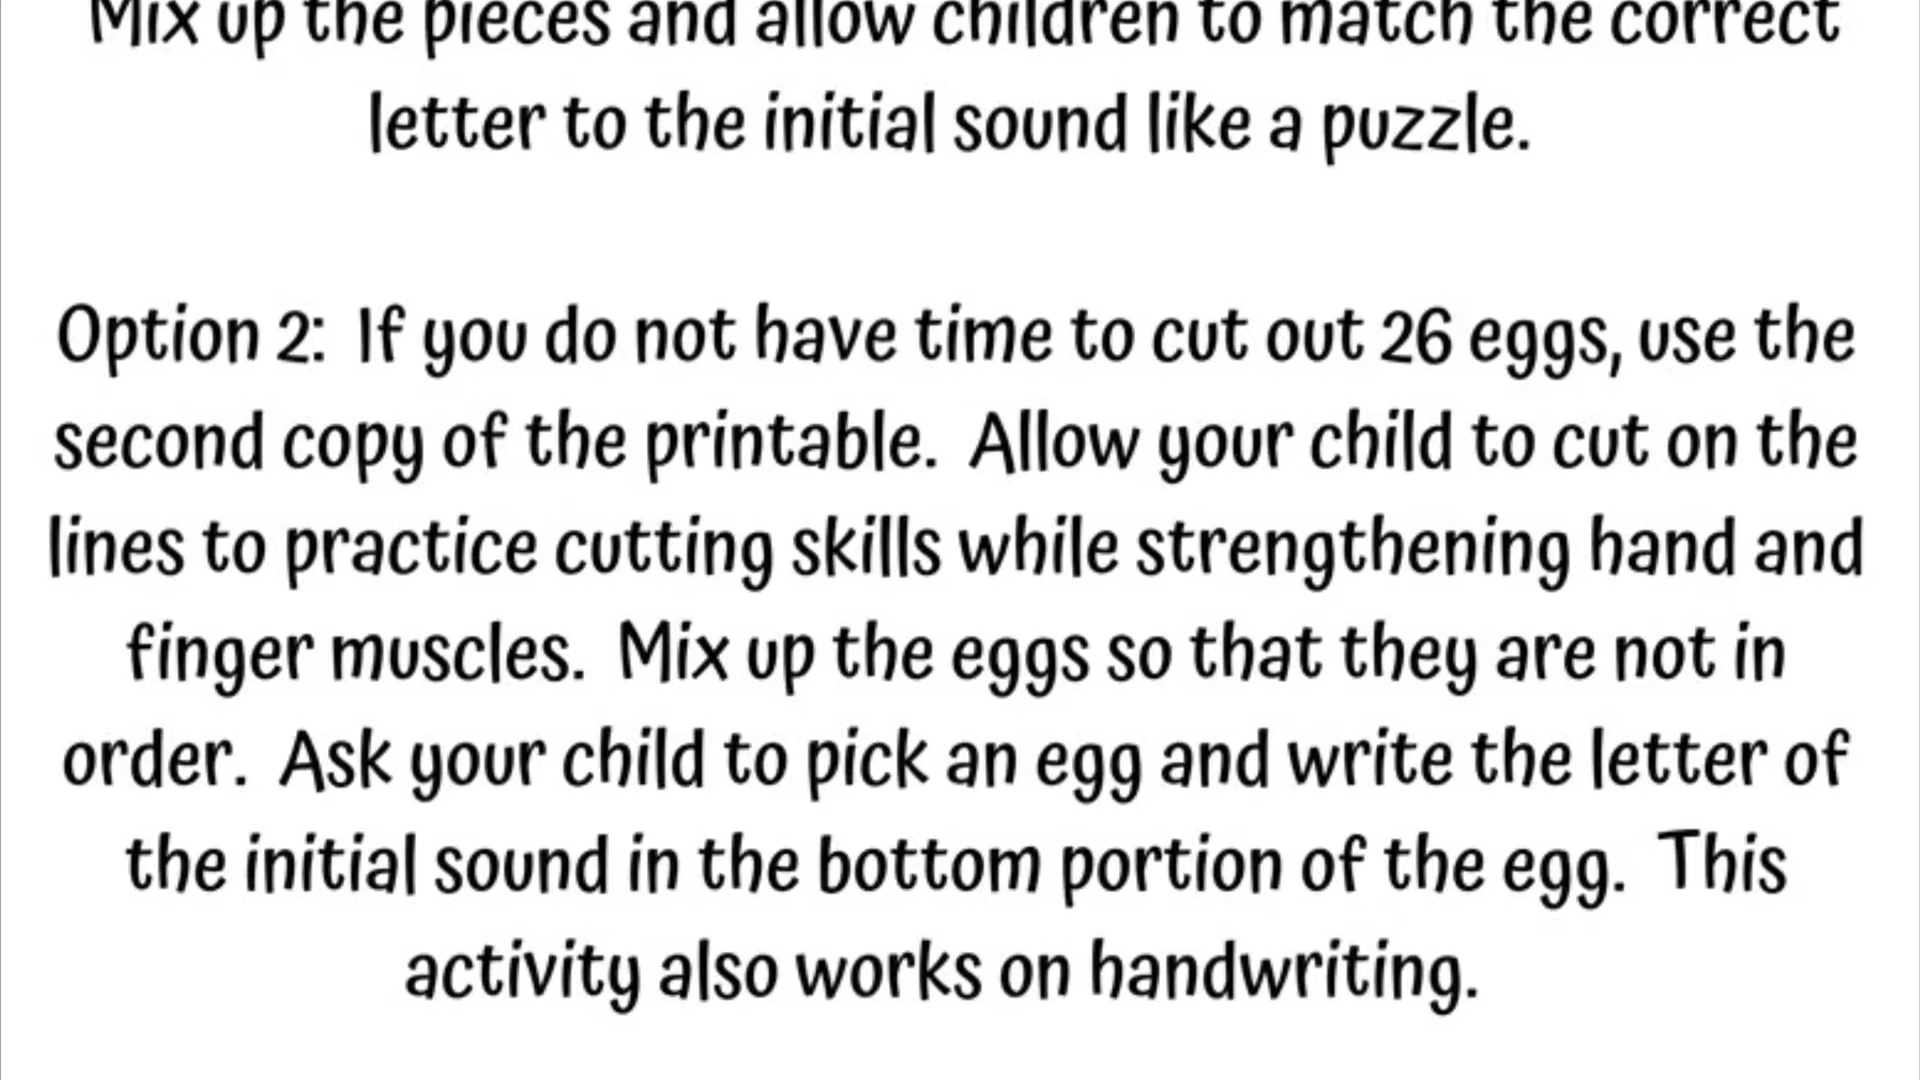 Mix up the pieces and allow children to match the correct
letter to the initial sound like a puzzle.
Option 2:  If you do not have time to cut out 26 eggs, use the
second copy of the printable.  Allow your child to cut on the
lines to practice cutting skills while strengthening hand and
finger muscles.  Mix up the eggs so that they are not in
order.  Ask your child to pick an egg and write the letter of
the initial sound in the bottom portion of the egg.  This
activity also works on handwriting.